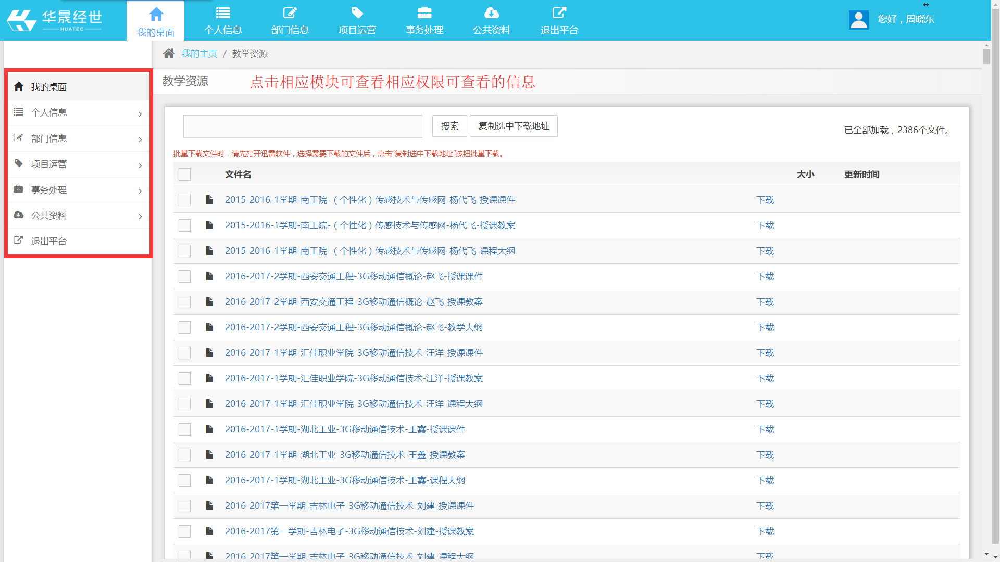 华晟经世
HUATEC
我的桌面
个人信息
部门信息
项目运营
事务处理
公共资料
退出平台
您好，周晓东
我的主页 / 教学资源
我的桌面
个人信息
部门信息
项目运营
事务处理
公共资料
退出平台
教学资源
点击相应模块可查看相应权限可查看的信息
搜索
复制选中下载地址
已全部加载，2386个文件。
批量下载文件时，请先打开迅雷软件，选择需要下载的文件后，点击“复制选中下载地址”按钮批量下载。
文件名 大小 更新时间
2015-2016-1学期-南工院-（个性化）传感技术与传感网-杨代飞-授课课件 下载
2015-2016-1学期-南工院-（个性化）传感技术与传感网-杨代飞-授课教案 下载
2015-2016-1学期-南工院-（个性化）传感技术与传感网-杨代飞-课程大纲 下载
2016-2017-2学期-西安交通工程-3G移动通信概论-赵飞-授课课件 下载
2016-2017-2学期-西安交通工程-3G移动通信概论-赵飞-授课教案 下载
2016-2017-2学期-西安交通工程-3G移动通信概论-赵飞-教学大纲 下载
2016-2017-1学期-汇佳职业学院-3G移动通信技术-汪洋-授课课件 下载
2016-2017-1学期-汇佳职业学院-3G移动通信技术-汪洋-授课教案 下载
2016-2017-1学期-汇佳职业学院-3G移动通信技术-汪洋-课程大纲 下载
2016-2017-1学期-湖北工业-3G移动通信技术-王鑫-授课课件 下载
2016-2017-1学期-湖北工业-3G移动通信技术-王鑫-授课教案 下载
2016-2017-1学期-湖北工业-3G移动通信技术-王鑫-课程大纲 下载
2016-2017第一学期-吉林电子-3G移动通信技术-刘建-授课课件 下载
2016-2017第一学期-吉林电子-3G移动通信技术-刘建-授课教案 下载
2016-2017第一学期-吉林电子-3G移动通信技术-刘建-课程大纲 下载